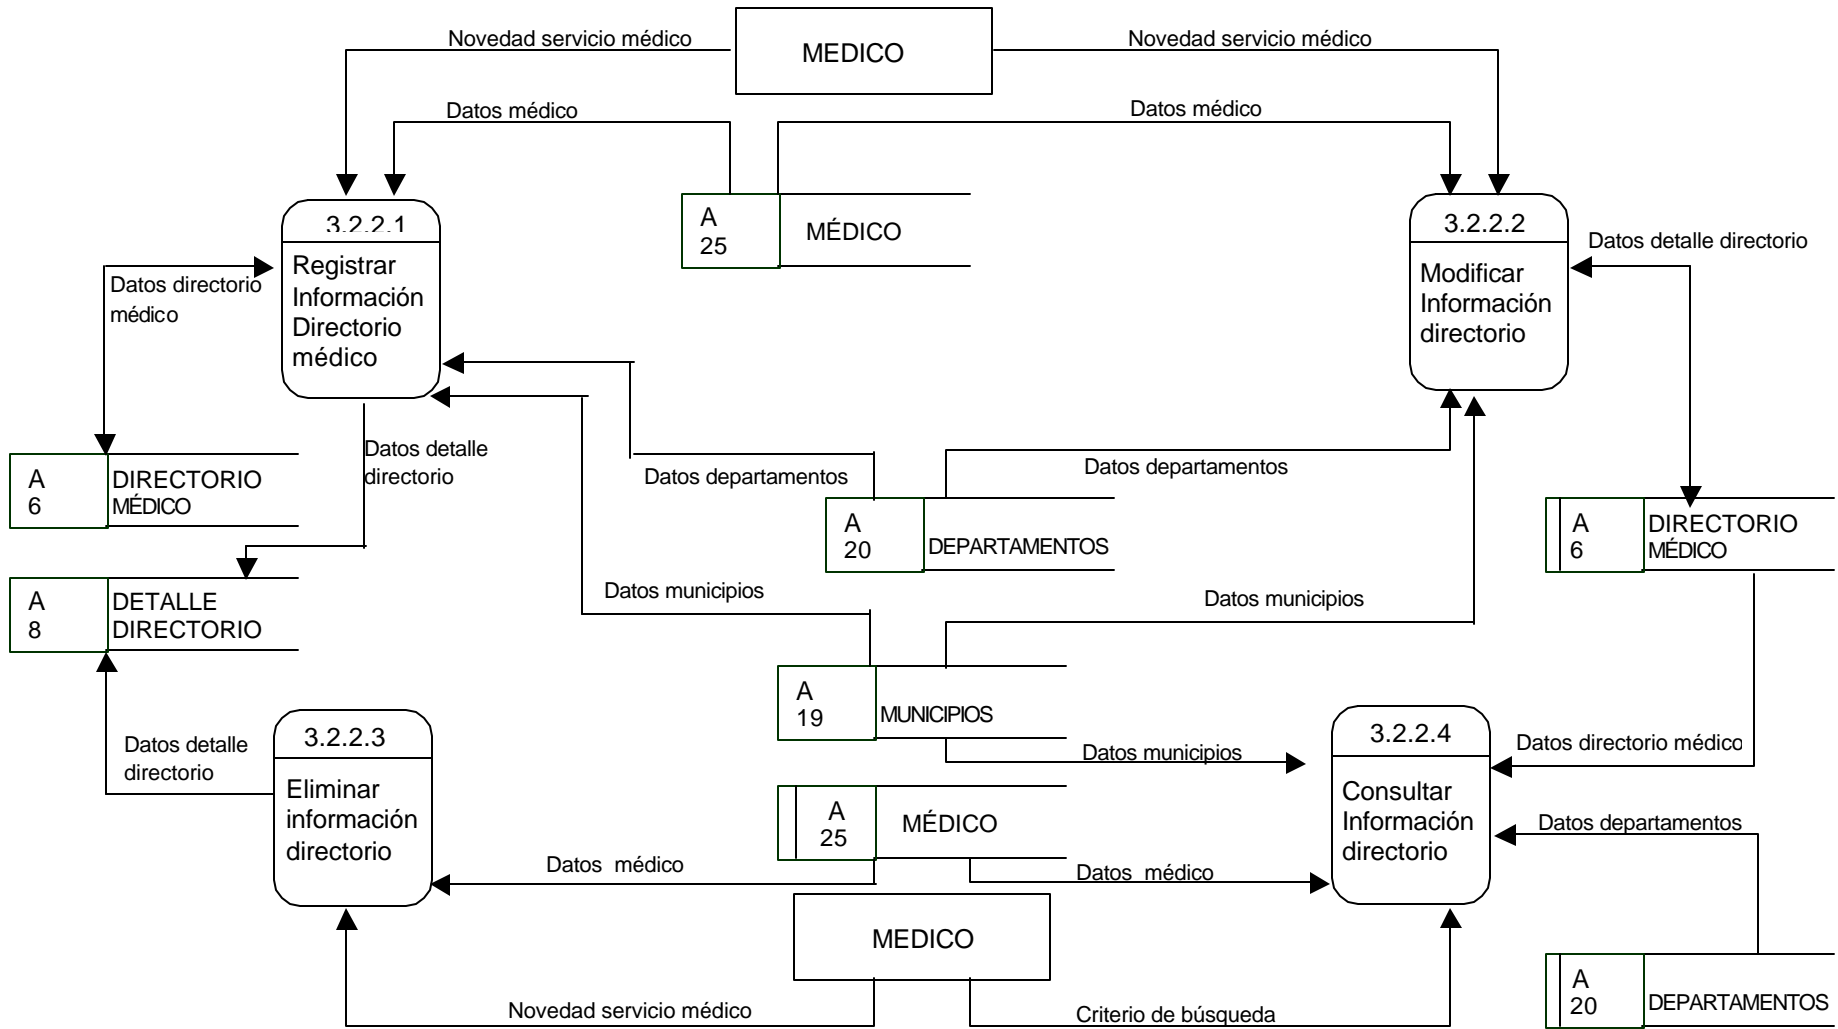 Novedad servicio médico
MEDICO
Novedad servicio médico
Datos médico
Datos médico
A
25
MÉDICO
3.2.2.1
Registrar
Información
Directorio
médico
3.2.2.2
Modificar
Información
directorio
Datos detalle directorio
Datos directorio
médico
Datos detalle
directorio
Datos departamentos
Datos departamentos
A
6
DIRECTORIO
MÉDICO
A
20
DEPARTAMENTOS
A
6
DIRECTORIO
MÉDICO
A
8
DETALLE
DIRECTORIO
Datos municipios
Datos municipios
A
19
MUNICIPIOS
3.2.2.3
Eliminar
información
directorio
Datos detalle
directorio
Datos municipios
3.2.2.4
Consultar
Información
directorio
Datos directorio médico
A
25
MÉDICO
Datos departamentos
Datos médico
Datos médico
MEDICO
Novedad servicio médico
Criterio de búsqueda
A
20
DEPARTAMENTOS